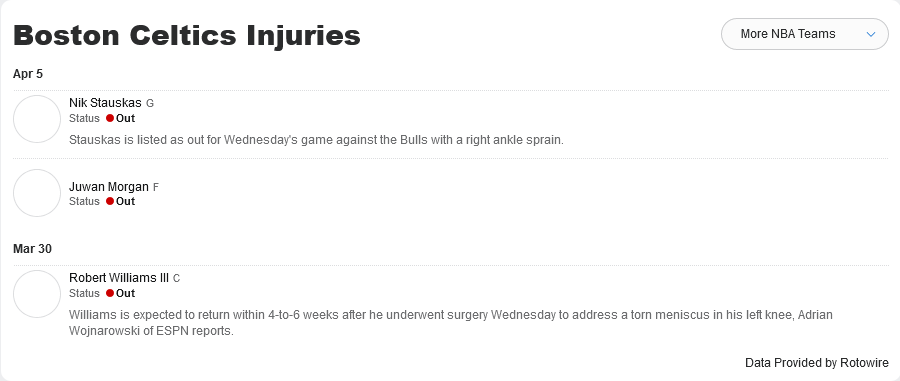 Boston Celtics Injuries
More NBA Teams
Apr 5
Nik Stauskas G
Status Out
Stauskas is listed as out for Wednesday's game against the Bulls with a right ankle sprain.
Juwan Morgan F
Status Out
Mar 30
Robert Williams III C
Status Out
Williams is expected to return within 4-to-6 weeks after he underwent surgery Wednesday to address a torn meniscus in his left knee, Adrian
Wojnarowski of ESPN reports.
Data Provided by Rotowire